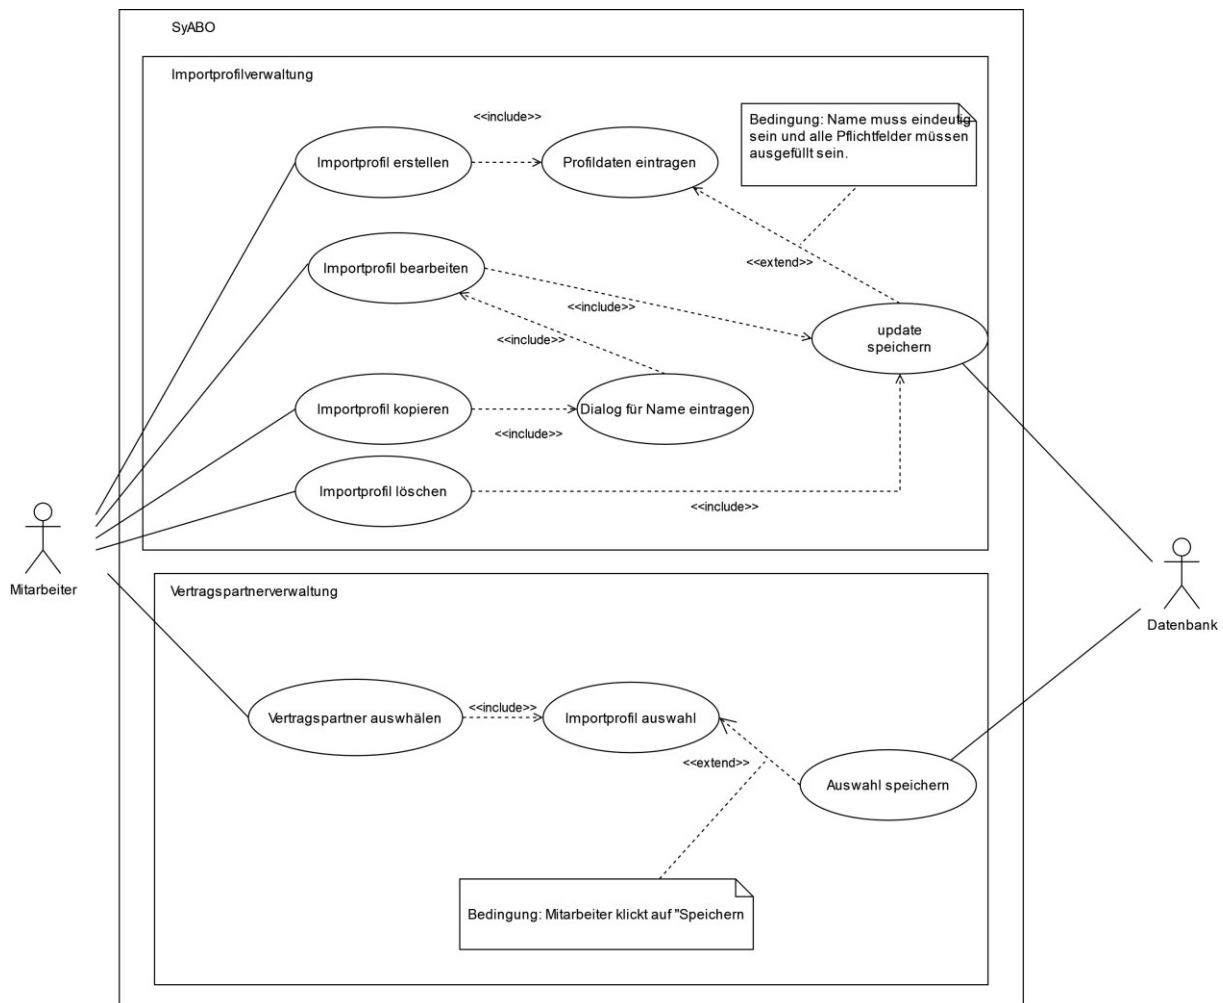 SyABO
Importprofilverwaltung
<<include>>
Bedingung: Name muss eindeutig
sein und alle Pflichtfelder müssen
ausgefüllt sein.
Importprofil erstellen
Profildaten eintragen
<<extend>>
Importprofil bearbeiten
<<include>>
update
speichern
<<include>>
Importprofil kopieren
Dialog für Name eintragen
<<include>>
Importprofil löschen
<<include>>
Mitarbeiter
Vertragspartnerverwaltung
Datenbank
Vertragspartner auswhälen
<<include>>
Importprofil auswahl
<<extend>>
Auswahl speichern
Bedingung: Mitarbeiter klickt auf "Speichern